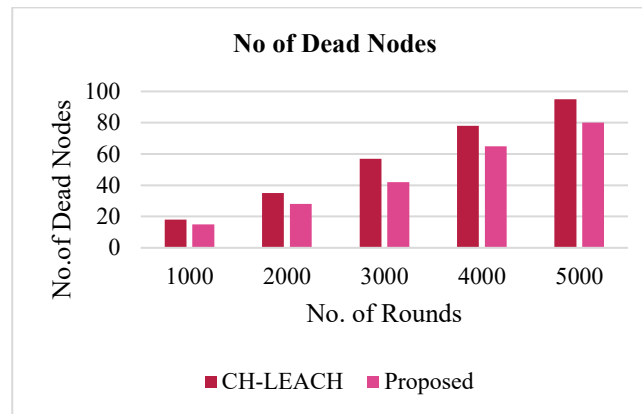 No of Dead Nodes
No.of Dead Nodes
100
80
60
40
20
0
1000 2000 3000 4000 5000
No. of Rounds
CH-LEACH Proposed